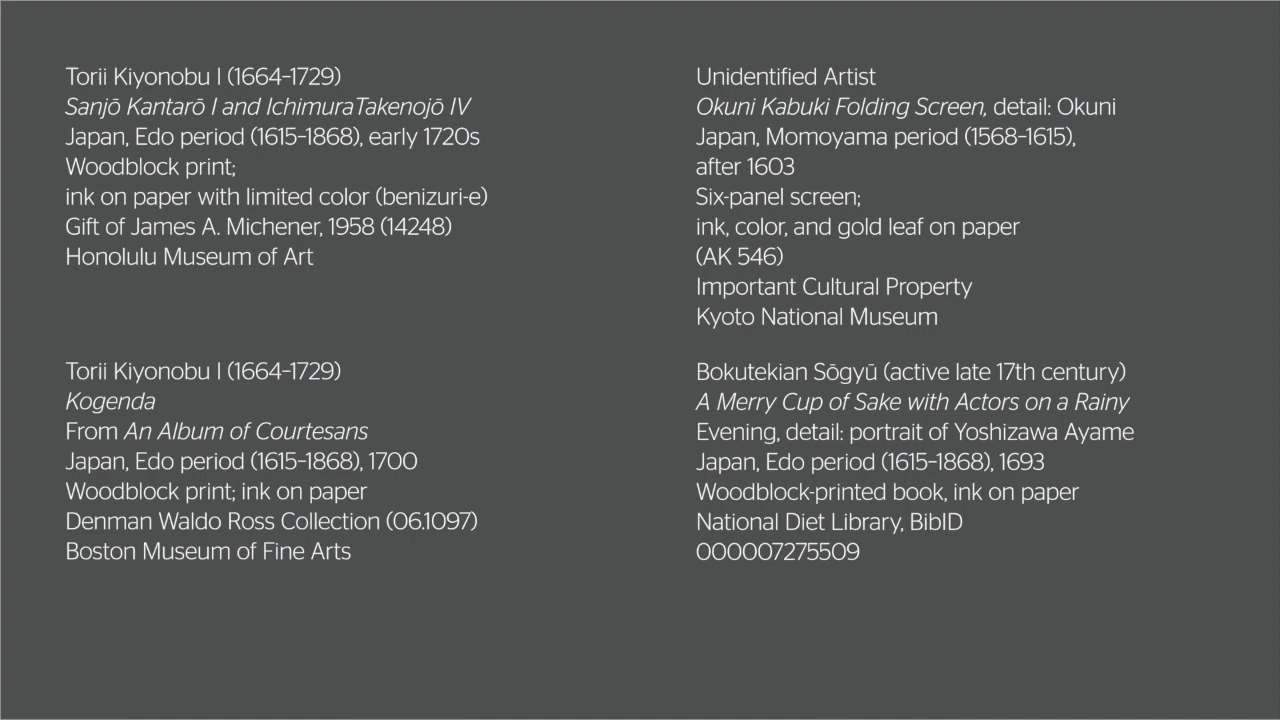 Torii Kiyonobu I (1664–1729)
Sanjō Kantarō I and IchimuraTakenojō IV
Japan, Edo period (1615–1868), early 1720s
Woodblock print;
ink on paper with limited color (benizuri-e)
Gift of James A. Michener, 1958 (14248)
Honolulu Museum of Art
Torii Kiyonobu I (1664–1729)
Kogenda
From An Album of Courtesans
Japan, Edo period (1615–1868), 1700
Woodblock print; ink on paper
Denman Waldo Ross Collection (06.1097)
Boston Museum of Fine Arts
Unidentified Artist
Okuni Kabuki Folding Screen, detail: Okuni
Japan, Momoyama period (1568–1615),
after 1603
Six-panel screen;
ink, color, and gold leaf on paper
(AK 546)
Important Cultural Property
Kyoto National Museum
Bokutekian Sōgyū (active late 17th century)
A Merry Cup of Sake with Actors on a Rainy
Evening, detail: portrait of Yoshizawa Ayame
Japan, Edo period (1615–1868), 1693
Woodblock-printed book, ink on paper
National Diet Library, BibID
000007275509